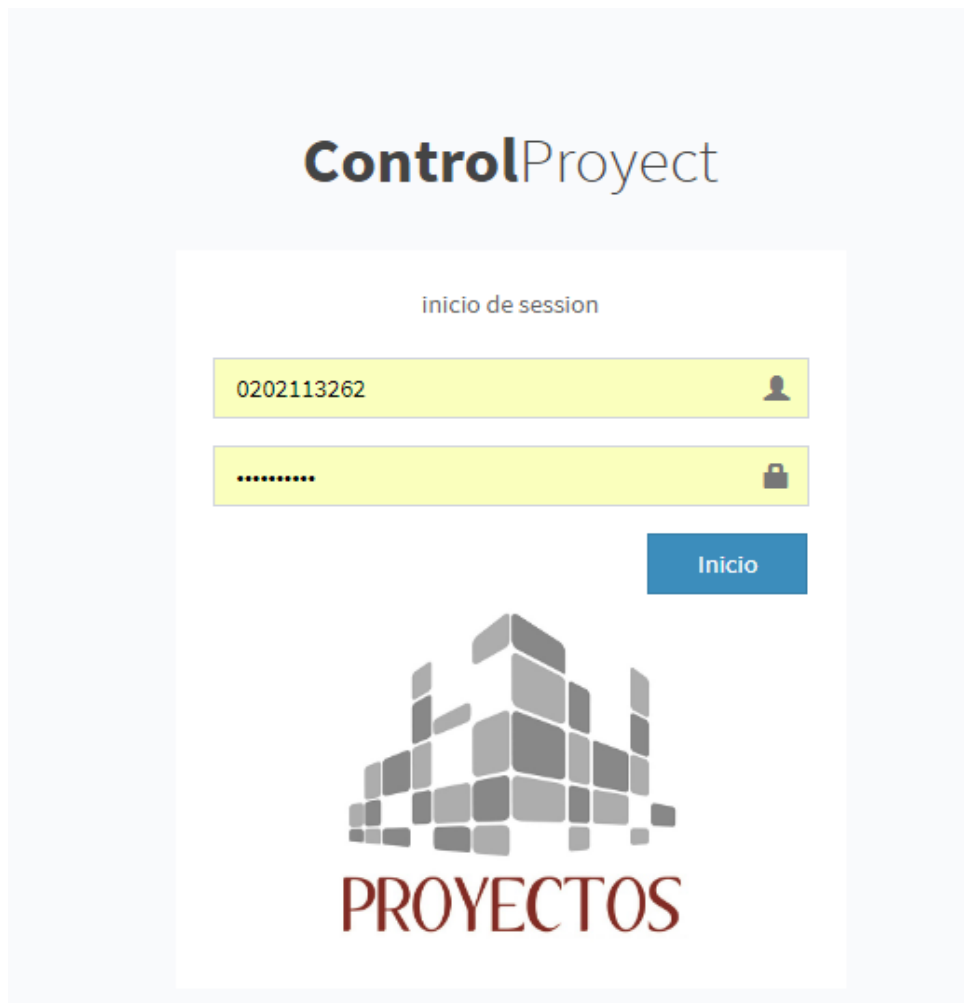 ControlProyect
inicio de session
0202113262
••••••••••
Inicio
PROYECTOS